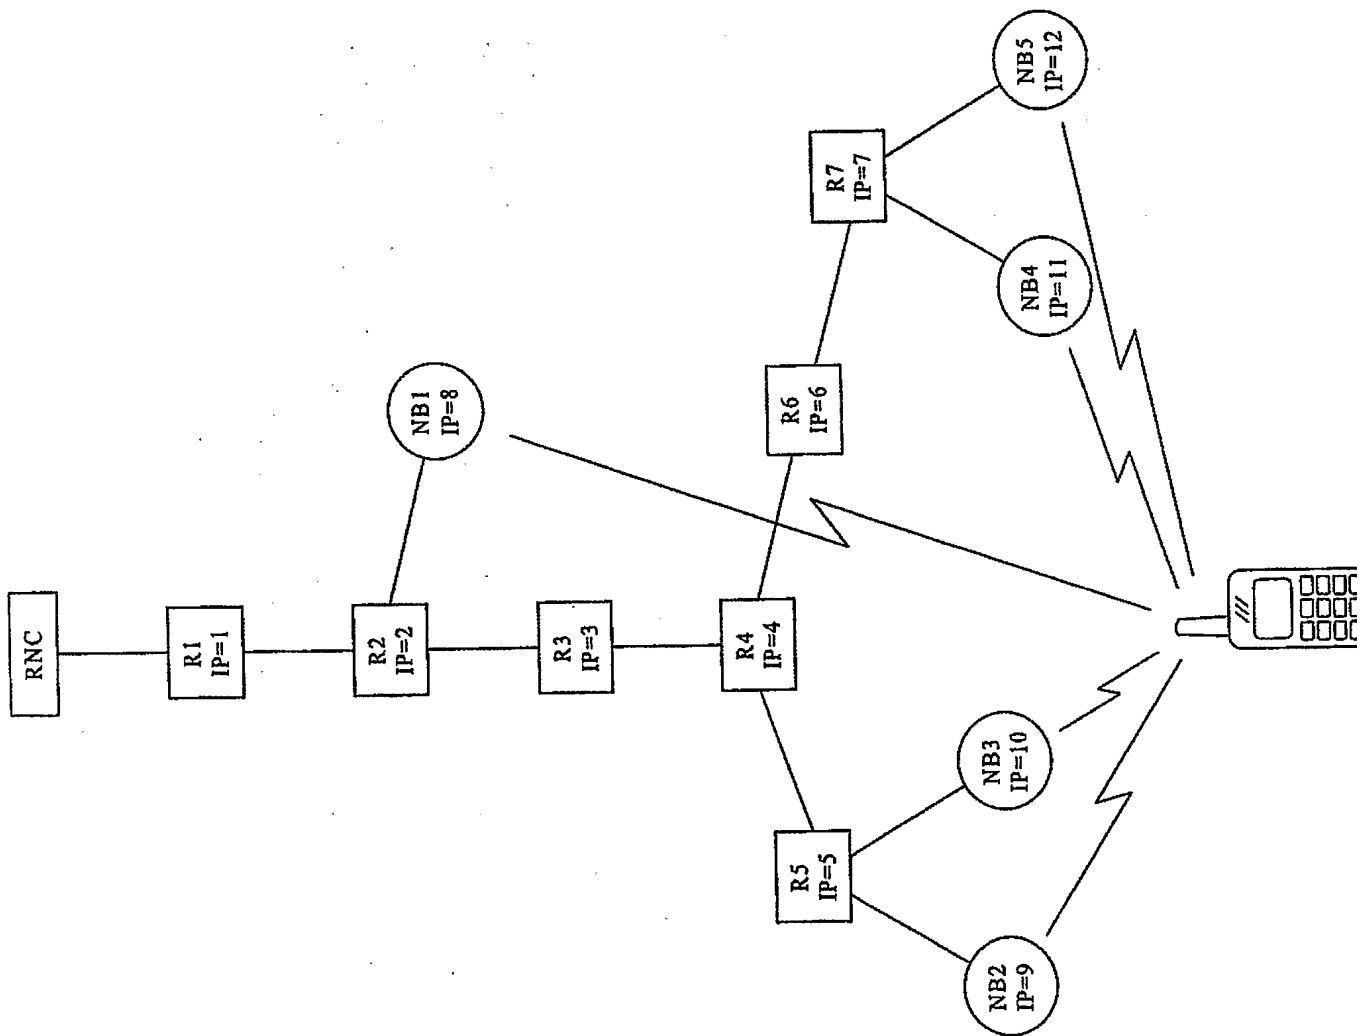 RNC
R1
IP=1
R2
IP=2
NB1
IP=8
R3
IP=3
R4
IP=4
R6
IP=6
R7
IP=7
R5
IP=5
NB2
IP=9
NB3
IP=10
NB4
IP=11
NB5
IP=12